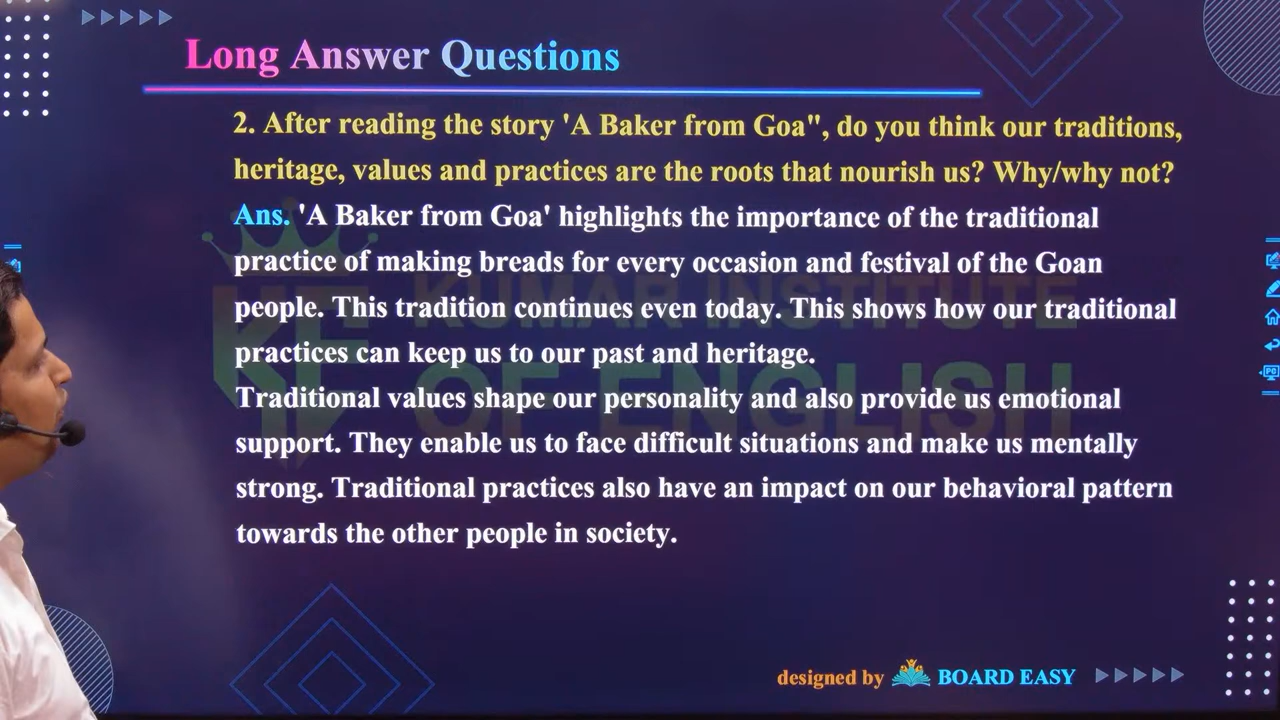 Long Answer Questions
2. After reading the story 'A Baker from Goa", do you think our traditions,
heritage, values and practices are the roots that nourish us? Why/why not?
Ans. 'A Baker from Goa' highlights the importance of the traditional
practice of making breads for every occasion and festival of the Goan
people. This tradition continues even today. This shows how our traditional
practices can keep us to our past and heritage.
Traditional values shape our personality and also provide us emotional
support. They enable us to face difficult situations and make us mentally
strong. Traditional practices also have an impact on our behavioral pattern
towards the other people in society.
KUMAR INSTITUTE
OF ENGLISH
PC
designed by BOARD EASY